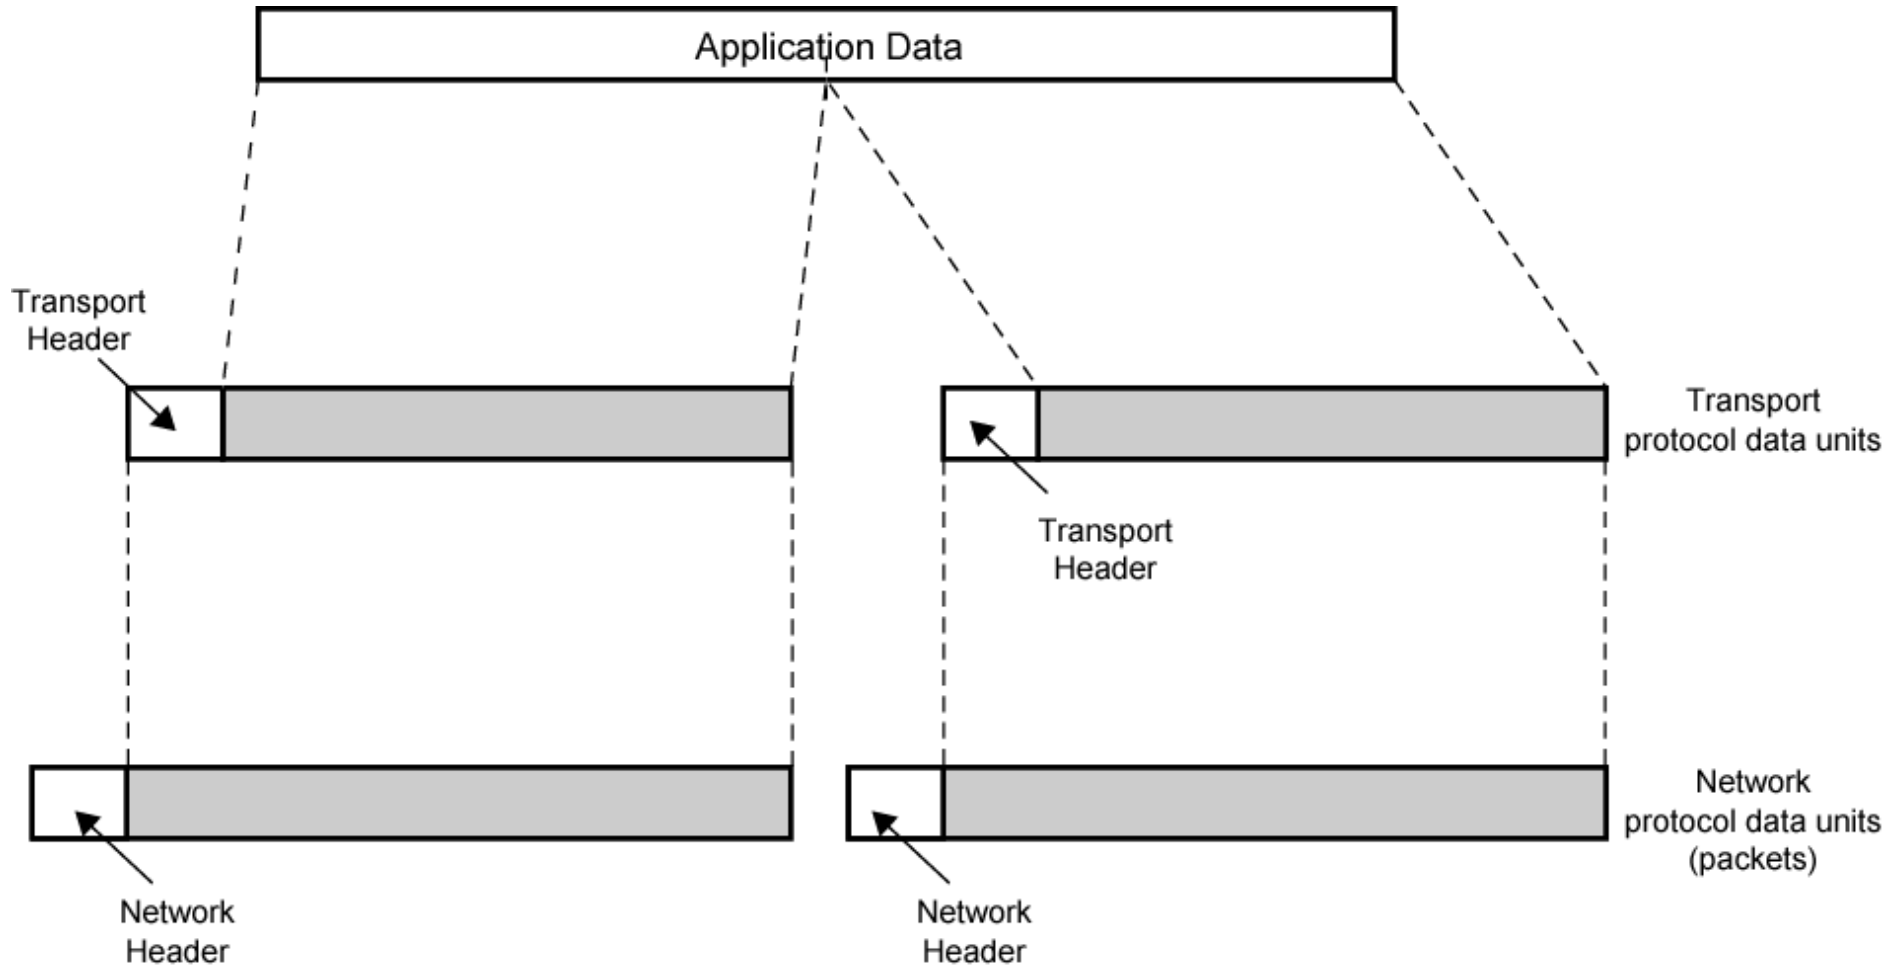 Application Data
Transport
Header
Transport
protocol data units
Transport
Header
Network
protocol data units
(packets)
Network
Header
Network
Header